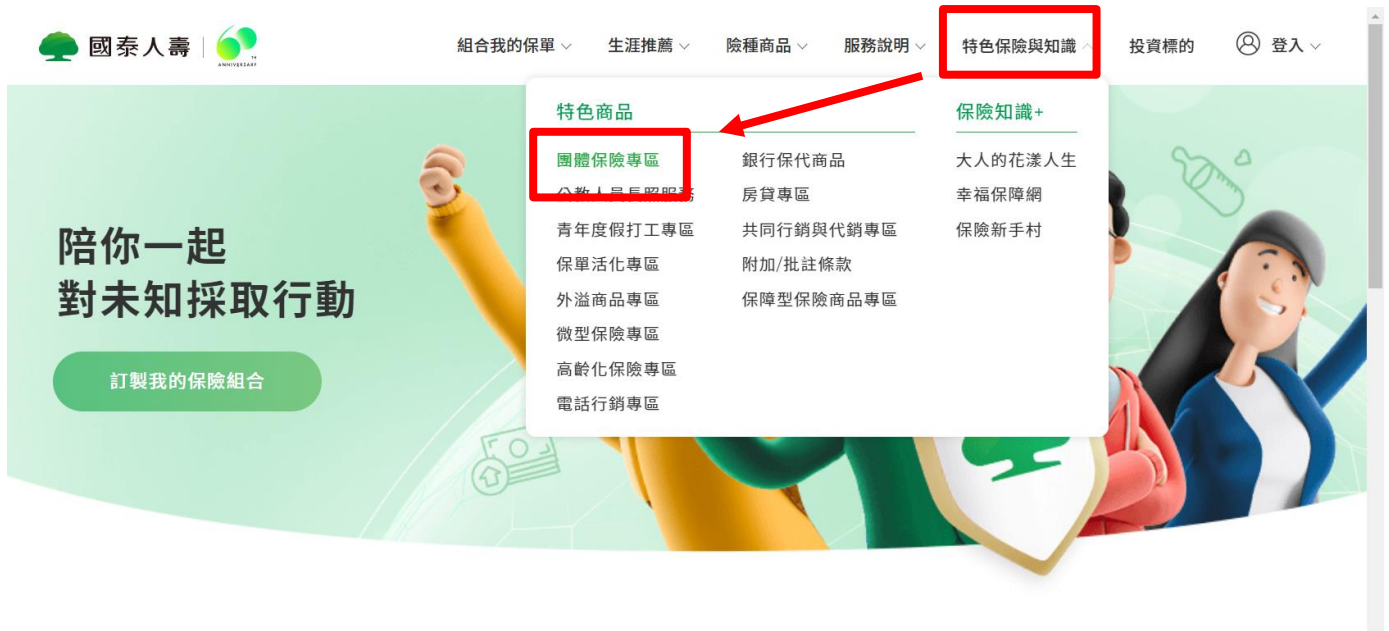 國泰人壽
60
TH
ANNIVERSARY
組合我的保單
生涯推薦
險種商品
服務說明
特色保險與知識
投資標的
登入
特色商品
團體保險專區
公教人員長照服務
青年度假打工專區
保單活化專區
外溢商品專區
微型保險專區
高齡化保險專區
電話行銷專區
銀行保代商品
房貸專區
共同行銷與代銷專區
附加/批註條款
保障型保險商品專區
保險知識+
大人的花漾人生
幸福保障網
保險新手村
陪你一起
對未知採取行動
訂製我的保險組合